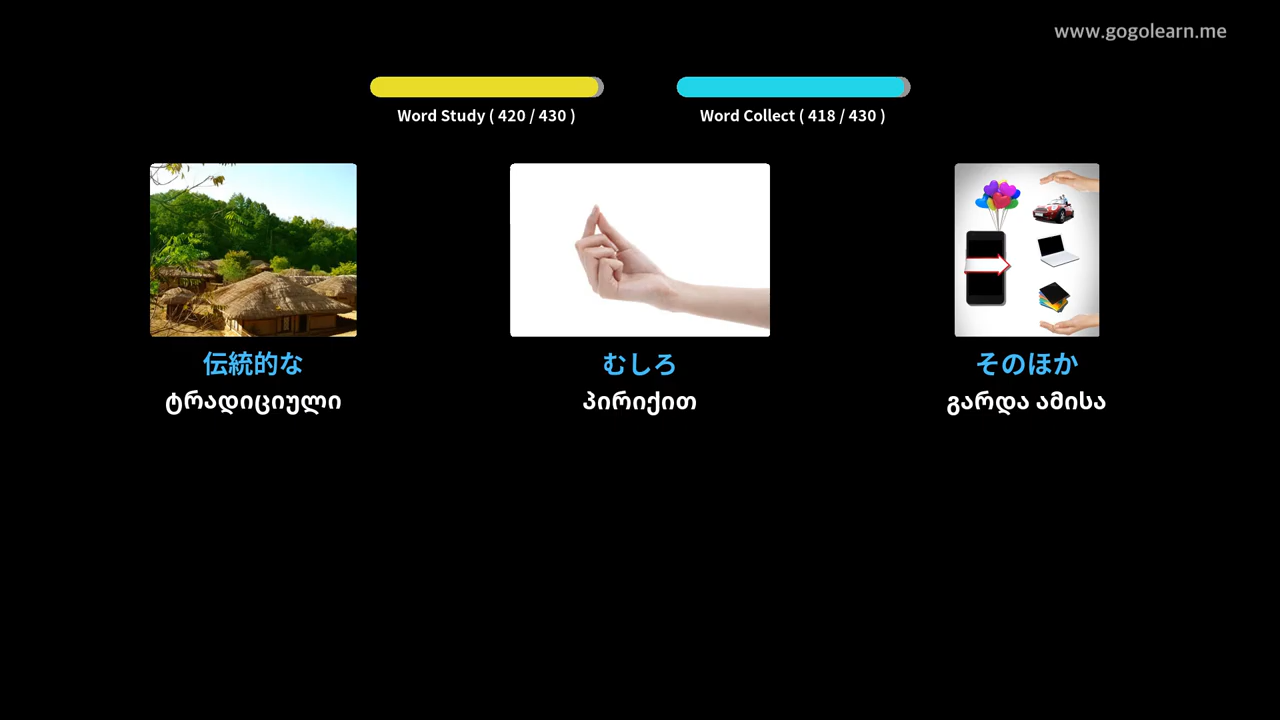 www.gogolearn.me
Word Study ( 420 / 430 )
Word Collect ( 418 / 430 )
伝統的な
むしろ
そのほか
ტრადიციული
პირიქით
გარდა ამისა